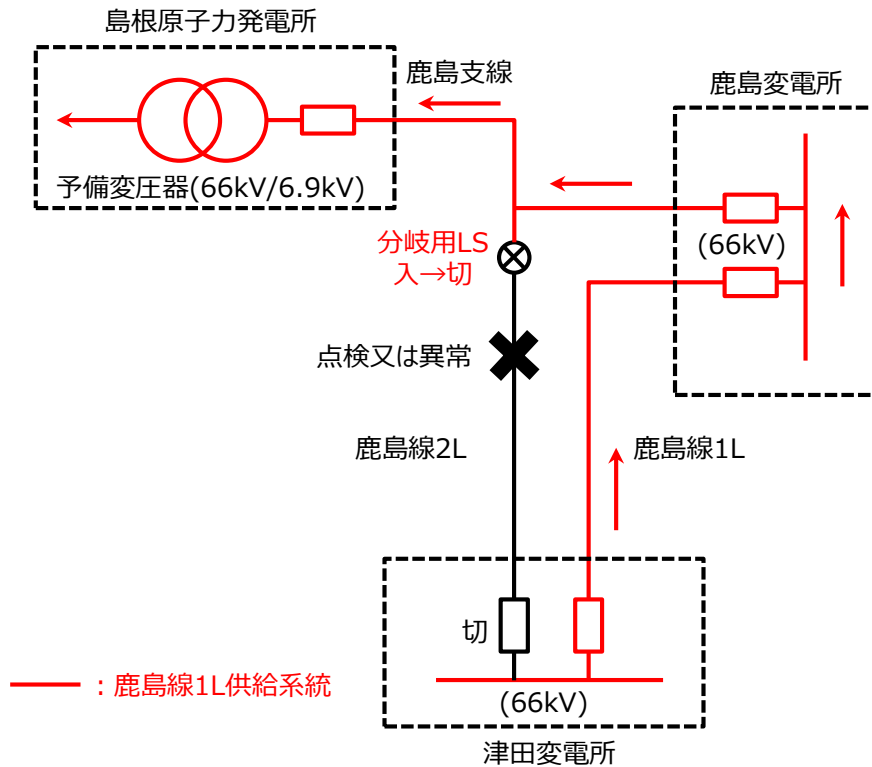 島根原子力発電所
鹿島支線
鹿島変電所
予備変圧器(66kV/6.9kV)
分岐用LS
入→切
(66kV)
点検又は異常
鹿島線2L
鹿島線1L
切
：鹿島線1L供給系統
(66kV)
津田変電所